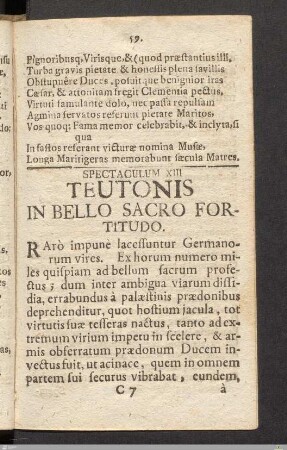 59.
Pignoribusq; Virisque, & (quod præstantius illi,
Turba gravis pietate & honestis plena favillis
Obstupuêre Duces, posuit que benignior iras
Cæsar, & attonitam fregit Clementia pectus,
Virtuti famulante dolo, nec passa repulsam
Agmina servatos referunt pietate Maritos,
Vos quoq; Fama memor celebrabit, & inclyta, si
qua
In fastos referant victuræ nomina Musæ,
Longa Maritigeras memorabunt sæcula Matres.
SPECTACULUM XIII
TEUTONIS
IN BELLO SACRO FOR-
TITUDO.
RArò impune lacessuntur Germano-
rum vires. Ex horum numero mi-
les quispiam ad bellum sacrum profe-
ctus; dum inter ambigua viarum dissi-
dia, errabundus à palæstinis prædonibus
deprehenditur, quot hostium jacula, tot
virtutis suæ tesseras nactus, tanto ad ex-
tremum virium impetu in scelere, & ar-
mis obferratum prædonum Ducem in-
vectus fuit, ut acinace, quem in omnem
partem sui securus vibrabat, eundem,
C 7 à